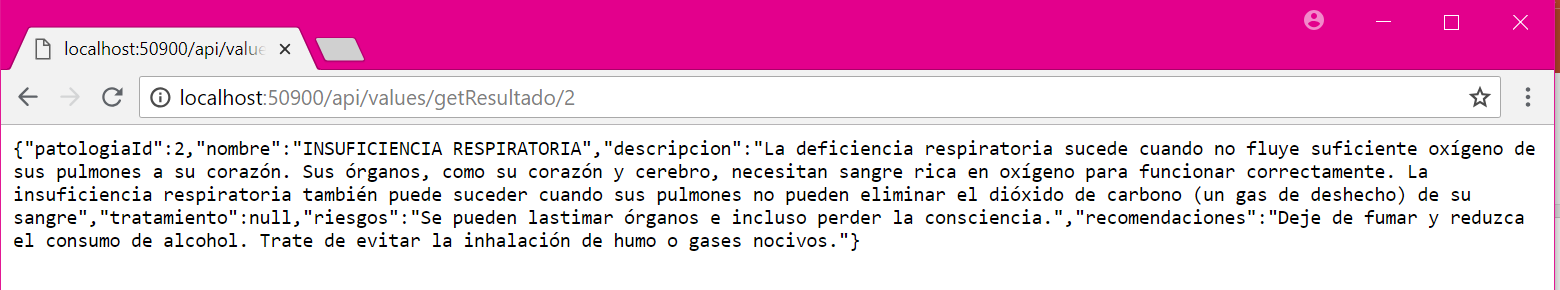 localhost:50900/api/value
localhost:50900/api/values/getResultado/2
{"patologiaId":2,"nombre":"INSUFICIENCIA RESPIRATORIA","descripcion":"La deficiencia respiratoria sucede cuando no fluye suficiente oxígeno de
sus pulmones a su corazón. Sus órganos, como su corazón y cerebro, necesitan sangre rica en oxígeno para funcionar correctamente. La
insuficiencia respiratoria también puede suceder cuando sus pulmones no pueden eliminar el dióxido de carbono (un gas de deshecho) de su
sangre","tratamiento":null,"riesgos":"Se pueden lastimar órganos e incluso perder la consciencia.","recomendaciones":"Deje de fumar y reduzca
el consumo de alcohol. Trate de evitar la inhalación de humo o gases nocivos."}